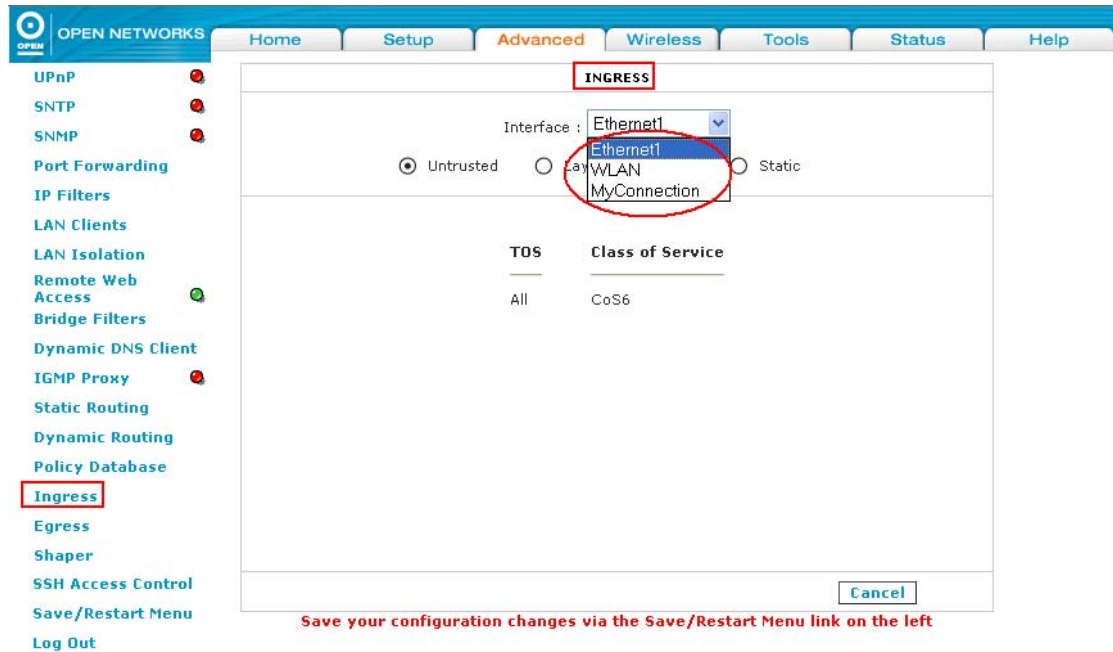 OPEN
OPEN NETWORKS
Home Setup Advanced Wireless Tools Status Help
UPnP
SNTP
SNMP
Port Forwarding
IP Filters
LAN Clients
LAN Isolation
Remote Web
Access
Bridge Filters
Dynamic DNS Client
IGMP Proxy
Static Routing
Dynamic Routing
Policy Database
Ingress
Egress
Shaper
SSH Access Control
Save/Restart Menu
Log Out
INGRESS
Interface : Ethernet1
Ethernet1
WLAN
MyConnection
Untrusted Static
TOS Class of Service
All CoS6
Cancel
Save your configuration changes via the Save/Restart Menu link on the left